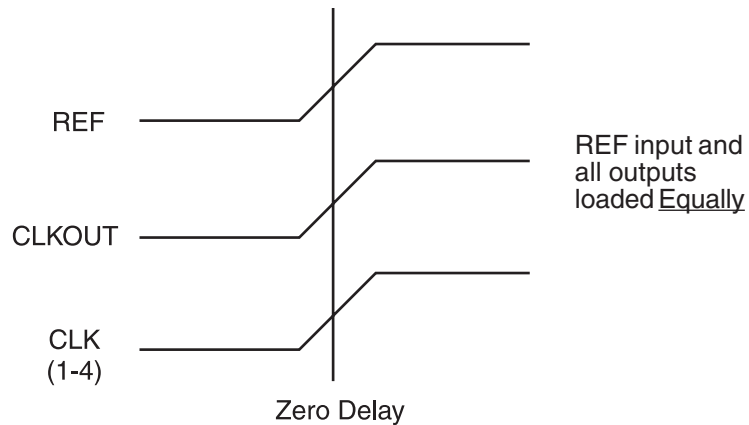 REF
REF input and
all outputs
loaded Equally
CLKOUT
CLK
(1-4)
Zero Delay